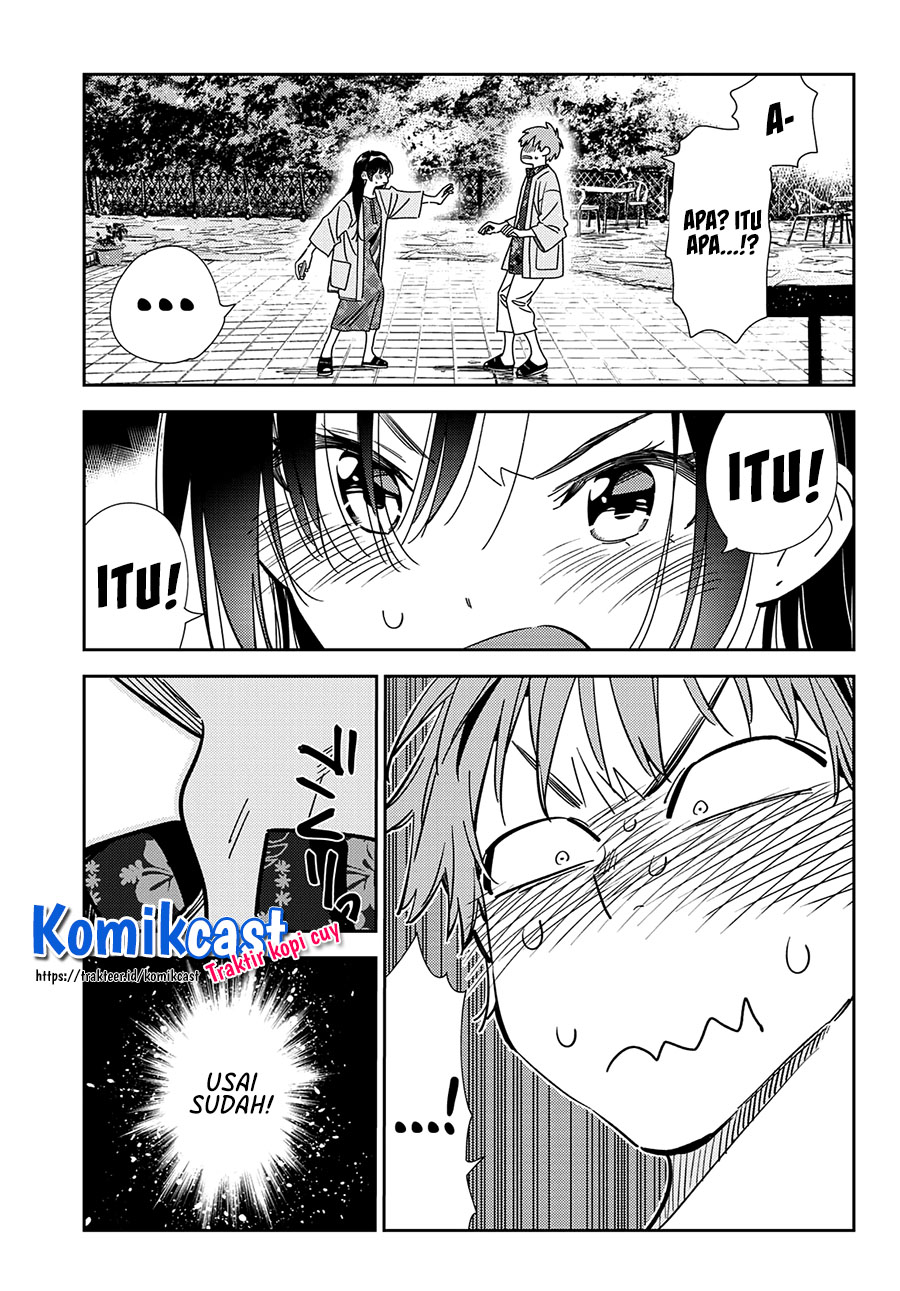 A-
APA? ITU
APA...!?
...
ITU!
ITU!
...!
USAI
SUDAH!
Komikcast
Traktir kopi cuy
https://trakteer.id/komikcast